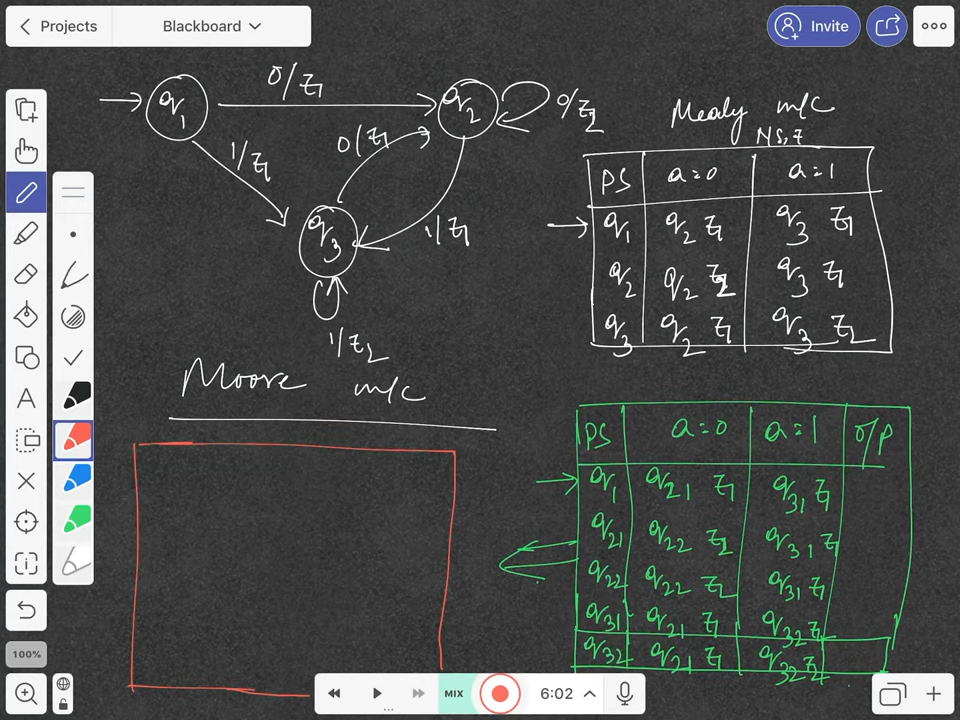 Projects
Blackboard
Invite
q1
0/Z1
q2
0/Z2
1/Z1
0/Z1
q3
1/Z1
1/Z2
Mealy m/c
NS, Z
PS a=0 a=1
q1 q2 Z1 q3 Z1
q2 q2 Z2 q3 Z1
q3 q2 Z1 q3 Z2
Moore m/c
PS a=0 a=1 O/P
q1 q21 Z1 q31 Z1
q21 q22 Z2 q31 Z1
q22 q22 Z2 q31 Z1
q31 q21 Z1 q32 Z2
q32 q21 Z1 q32 Z2
A
100%
MIX
6:02